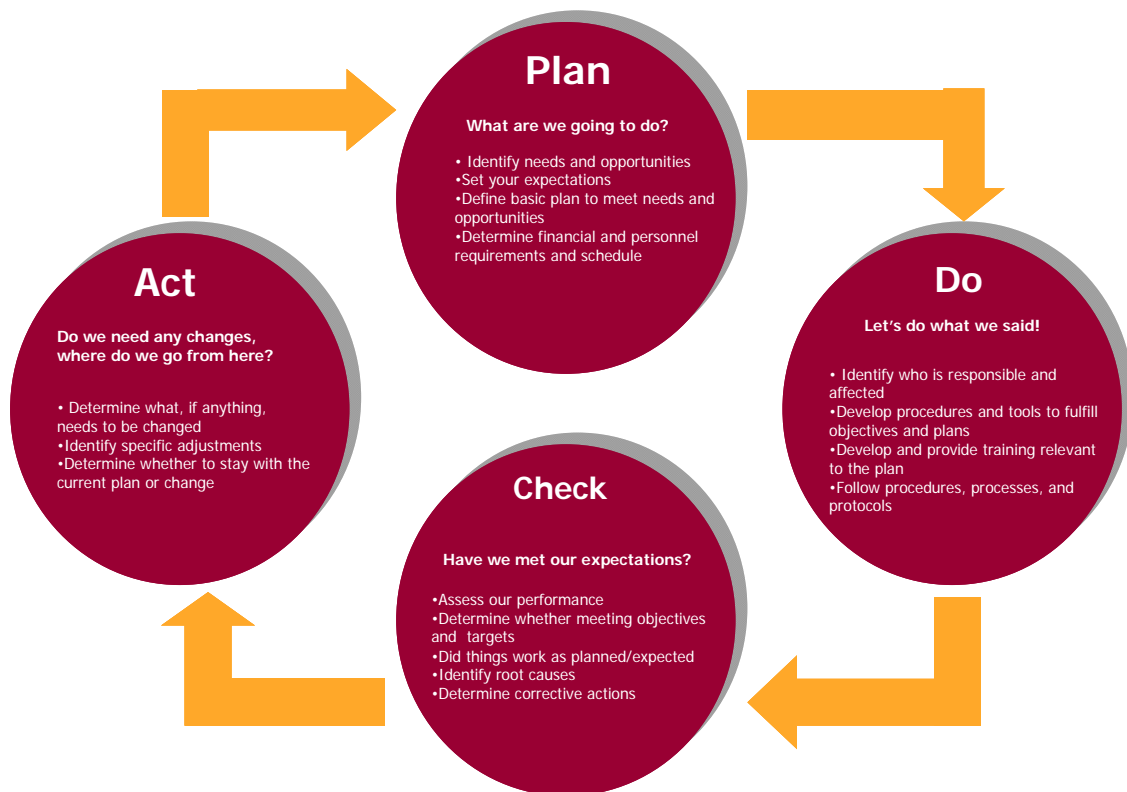 Plan
What are we going to do?
• Identify needs and opportunities
•Set your expectations
•Define basic plan to meet needs and
opportunities
•Determine financial and personnel
requirements and schedule
Do
Let's do what we said!
• Identify who is responsible and
affected
•Develop procedures and tools to fulfill
objectives and plans
•Develop and provide training relevant
to the plan
•Follow procedures, processes, and
protocols
Check
Have we met our expectations?
•Assess our performance
•Determine whether meeting objectives
and targets
•Did things work as planned/expected
•Identify root causes
•Determine corrective actions
Act
Do we need any changes,
where do we go from here?
• Determine what, if anything,
needs to be changed
•Identify specific adjustments
•Determine whether to stay with the
current plan or change